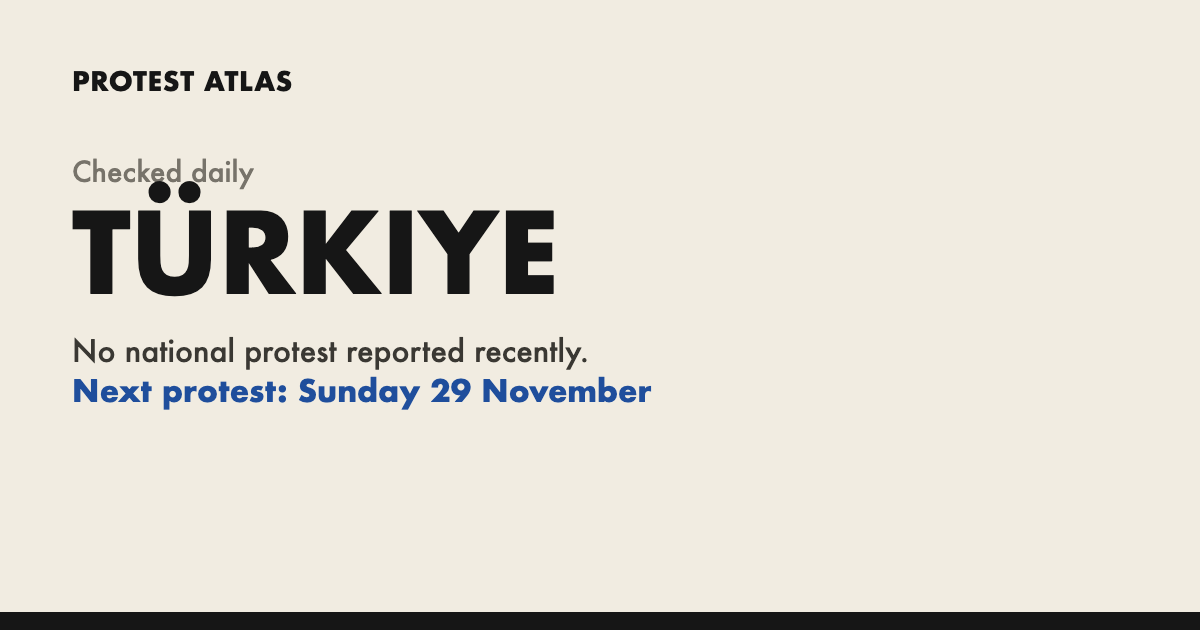 PROTEST ATLAS
Checked daily
TÜRKIYE
No national protest reported recently.
Next protest: Sunday 29 November